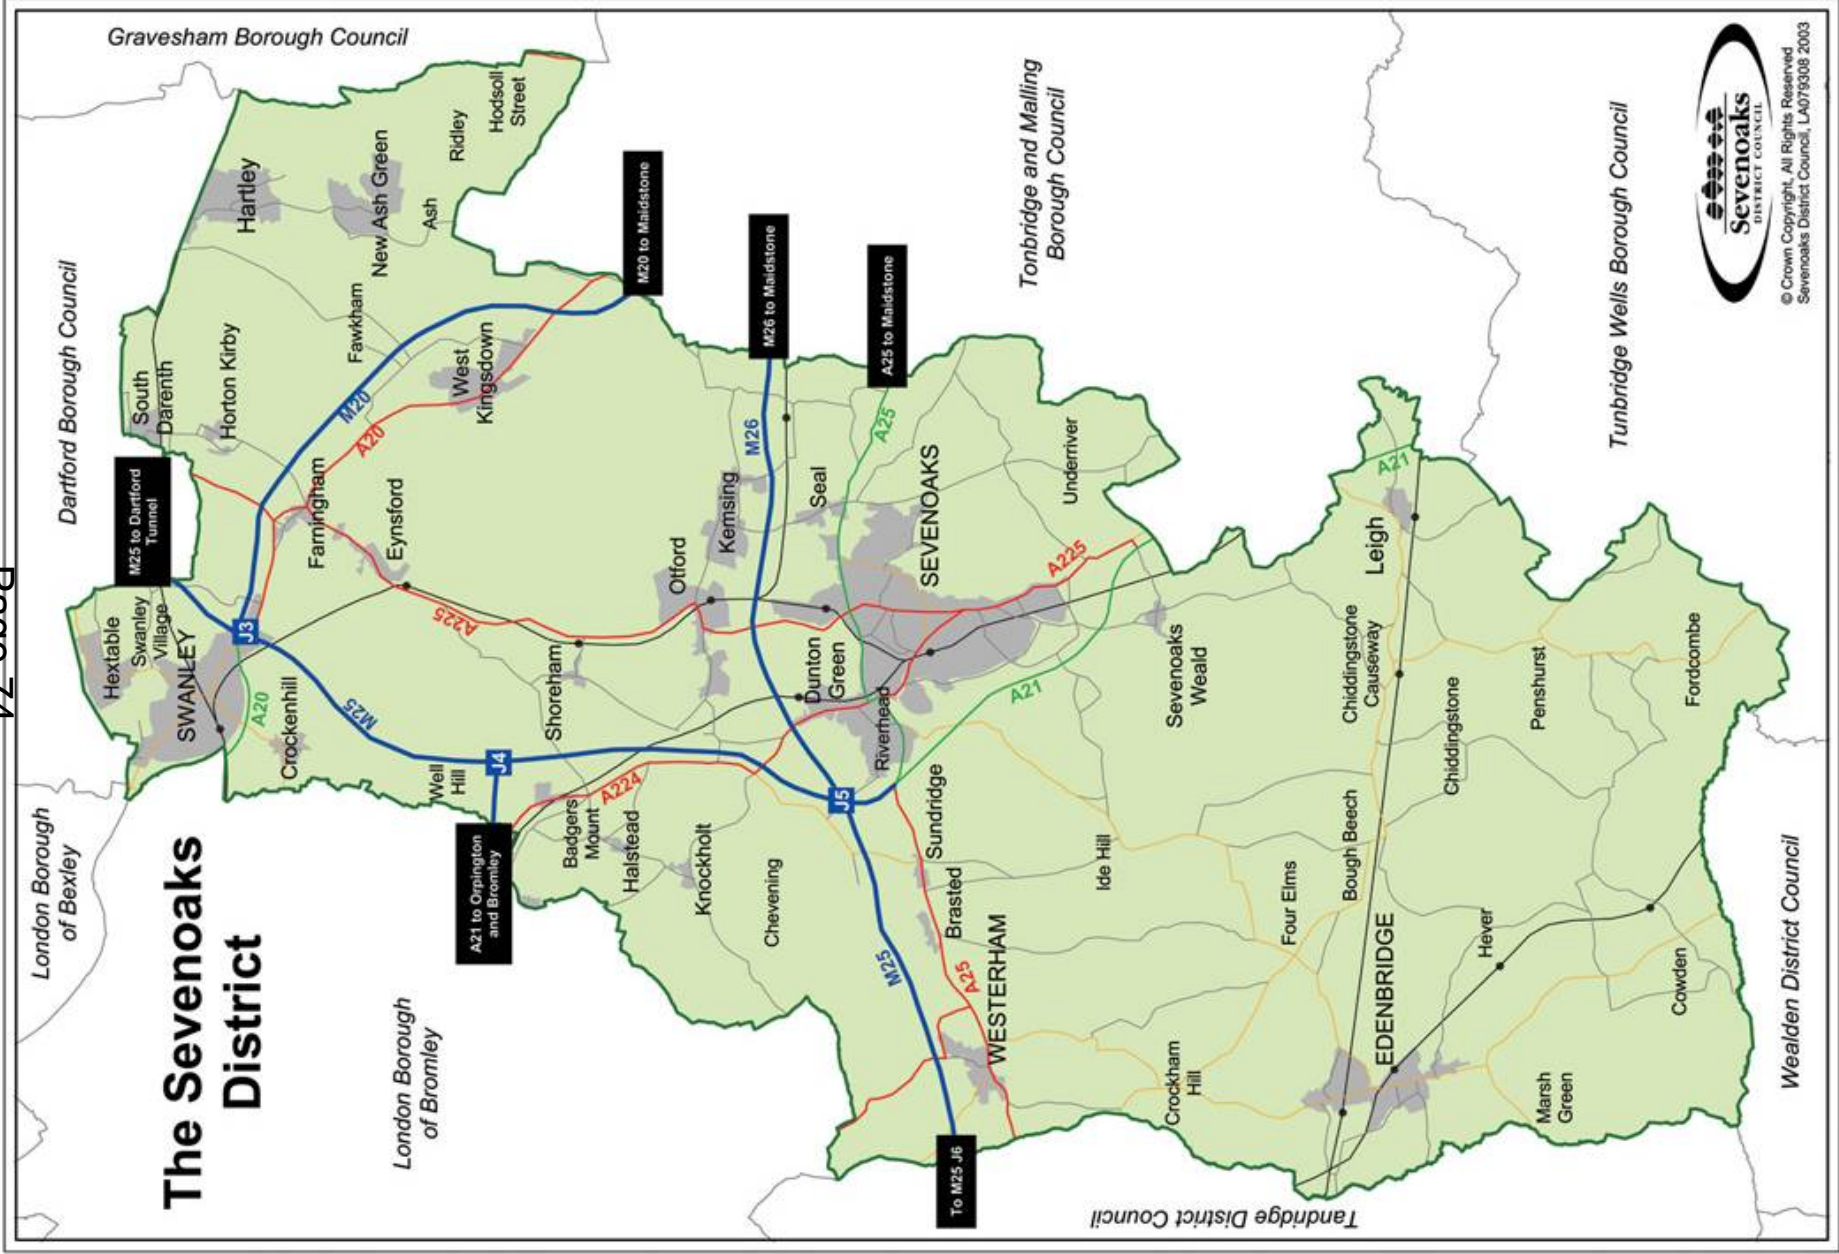 The Sevenoaks
District
London Borough
of Bexley
London Borough
of Bromley
Dartford Borough Council
Gravesham Borough Council
Tonbridge and Malling
Borough Council
Tunbridge Wells Borough Council
Wealden District Council
Tandridge District Council
M25 to Dartford
Tunnel
A21 to Orpington
and Bromley
M20 to Maidstone
M26 to Maidstone
A25 to Maidstone
To M25 J6
Hextable
Swanley
Village
SWANLEY
J3
A20
Crockenhill
M25
Well
Hill
J4
South
Darenth
Horton Kirby
Hartley
Fawkham
New Ash Green
Ash
Ridley
Hodsoll
Street
M20
A20
Farningham
Eynsford
West
Kingsdown
A225
Shoreham
Badgers
Mount
A224
Halstead
Knockholt
Chevening
Otford
Kemsing
M26
Seal
A25
Dunton
Green
Riverhead
J5
SEVENOAKS
Underriver
A225
A21
Sundridge
Brasted
M25
A25
WESTERHAM
Ide Hill
Sevenoaks
Weald
Crockham
Hill
Four Elms
Bough Beech
Chiddingstone
Causeway
Leigh
A21
EDENBRIDGE
Chiddingstone
Hever
Penshurst
Marsh
Green
Cowden
Fordcombe
Sevenoaks
DISTRICT COUNCIL
© Crown Copyright, All Rights Reserved
Sevenoaks District Council, LA079308 2003